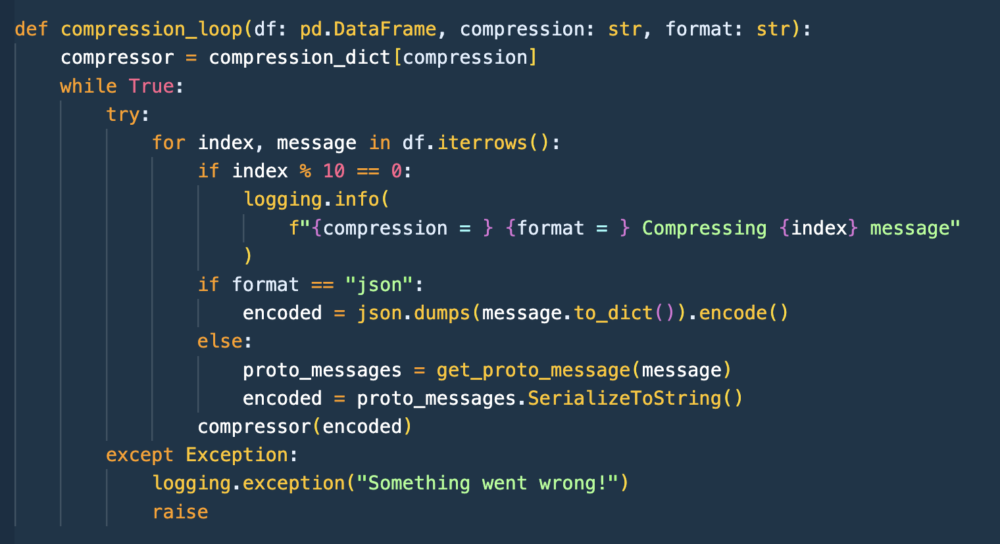 def compression_loop(df: pd.DataFrame, compression: str, format: str):
    compressor = compression_dict[compression]
    while True:
        try:
            for index, message in df.iterrows():
                if index % 10 == 0:
                    logging.info(
                        f"{compression = } {format = } Compressing {index} message"
                    )
                if format == "json":
                    encoded = json.dumps(message.to_dict()).encode()
                else:
                    proto_messages = get_proto_message(message)
                    encoded = proto_messages.SerializeToString()
                compressor(encoded)
        except Exception:
            logging.exception("Something went wrong!")
            raise